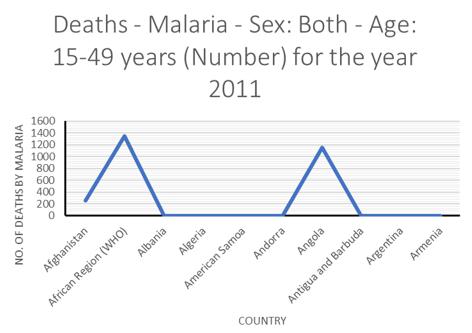 Deaths - Malaria - Sex: Both - Age:
15-49 years (Number) for the year
2011
NO. OF DEATHS BY MALARIA
1600
1400
1200
1000
800
600
400
200
0
Afghanistan
African Region (WHO)
Albania
Algeria
American Samoa
Andorra
Angola
Antigua and Barbuda
Argentina
Armenia
COUNTRY